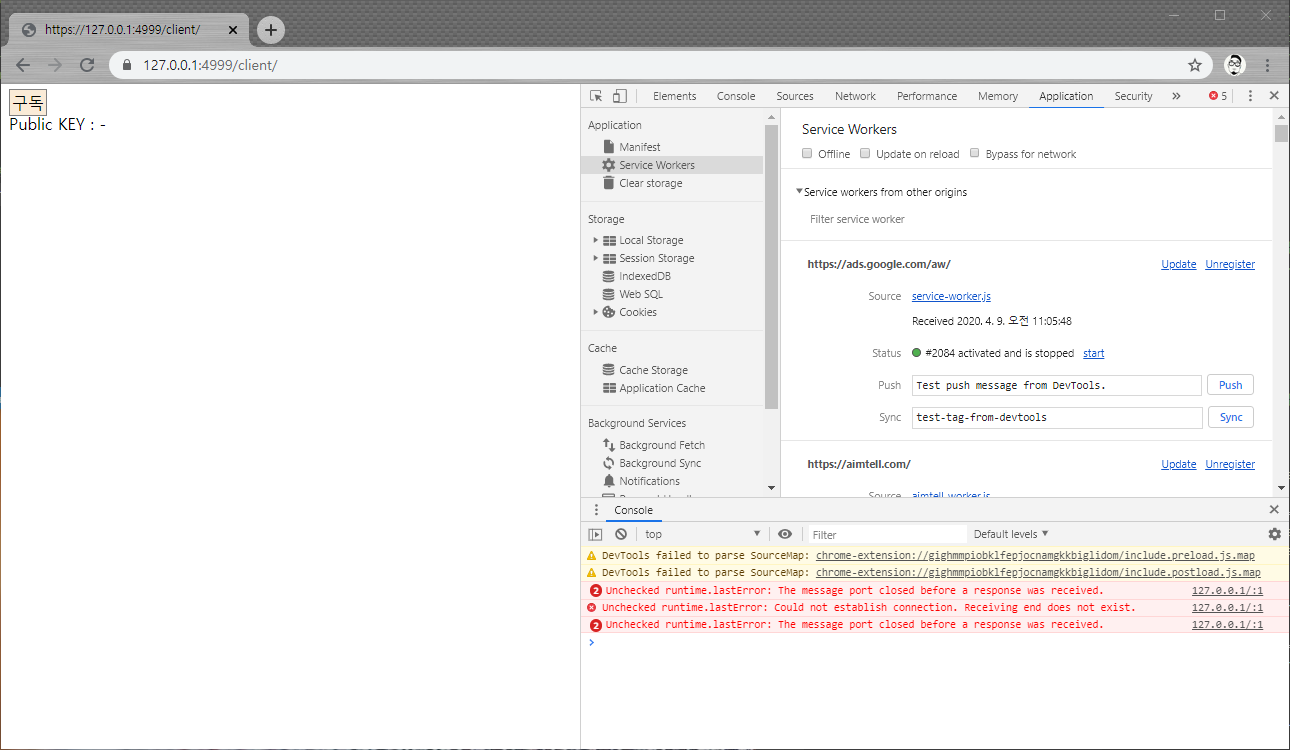 https://127.0.0.1:4999/client/
127.0.0.1:4999/client/
구독
Public KEY : -
Elements Console Sources Network Performance Memory Application Security » 5
Application
Manifest
Service Workers
Clear storage
Storage
Local Storage
Session Storage
IndexedDB
Web SQL
Cookies
Cache
Cache Storage
Application Cache
Background Services
Background Fetch
Background Sync
Notifications
Service Workers
Offline Update on reload Bypass for network
Service workers from other origins
Filter service worker
https://ads.google.com/aw/ Update Unregister
Source service-worker.js
Received 2020. 4. 9. 오전 11:05:48
Status #2084 activated and is stopped start
Push Test push message from DevTools. Push
Sync test-tag-from-devtools Sync
https://aimtell.com/ Update Unregister
Source aimtell-worker.js
Console
top Filter Default levels
DevTools failed to parse SourceMap: chrome-extension://gighmmpiobklfepjocnamgkkbiglidom/include.preload.js.map
DevTools failed to parse SourceMap: chrome-extension://gighmmpiobklfepjocnamgkkbiglidom/include.postload.js.map
2 Unchecked runtime.lastError: The message port closed before a response was received. 127.0.0.1/:1
Unchecked runtime.lastError: Could not establish connection. Receiving end does not exist. 127.0.0.1/:1
2 Unchecked runtime.lastError: The message port closed before a response was received. 127.0.0.1/:1